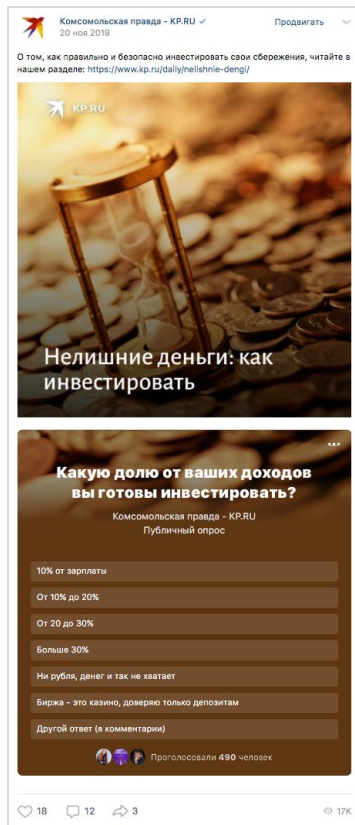 Комсомольская правда - KP.RU
20 ноя 2019
Продвигать
О том, как правильно и безопасно инвестировать свои сбережения, читайте в
нашем разделе: https://www.kp.ru/daily/nelishnie-dengi/
KP.RU
Нелишние деньги: как
инвестировать
Какую долю от ваших доходов
вы готовы инвестировать?
Комсомольская правда - KP.RU
Публичный опрос
10% от зарплаты
От 10% до 20%
От 20 до 30%
Больше 30%
Ни рубля, денег и так не хватает
Биржа - это казино, доверяю только депозитам
Другой ответ (в комментарии)
Проголосовали 490 человек
18 12 3 17K